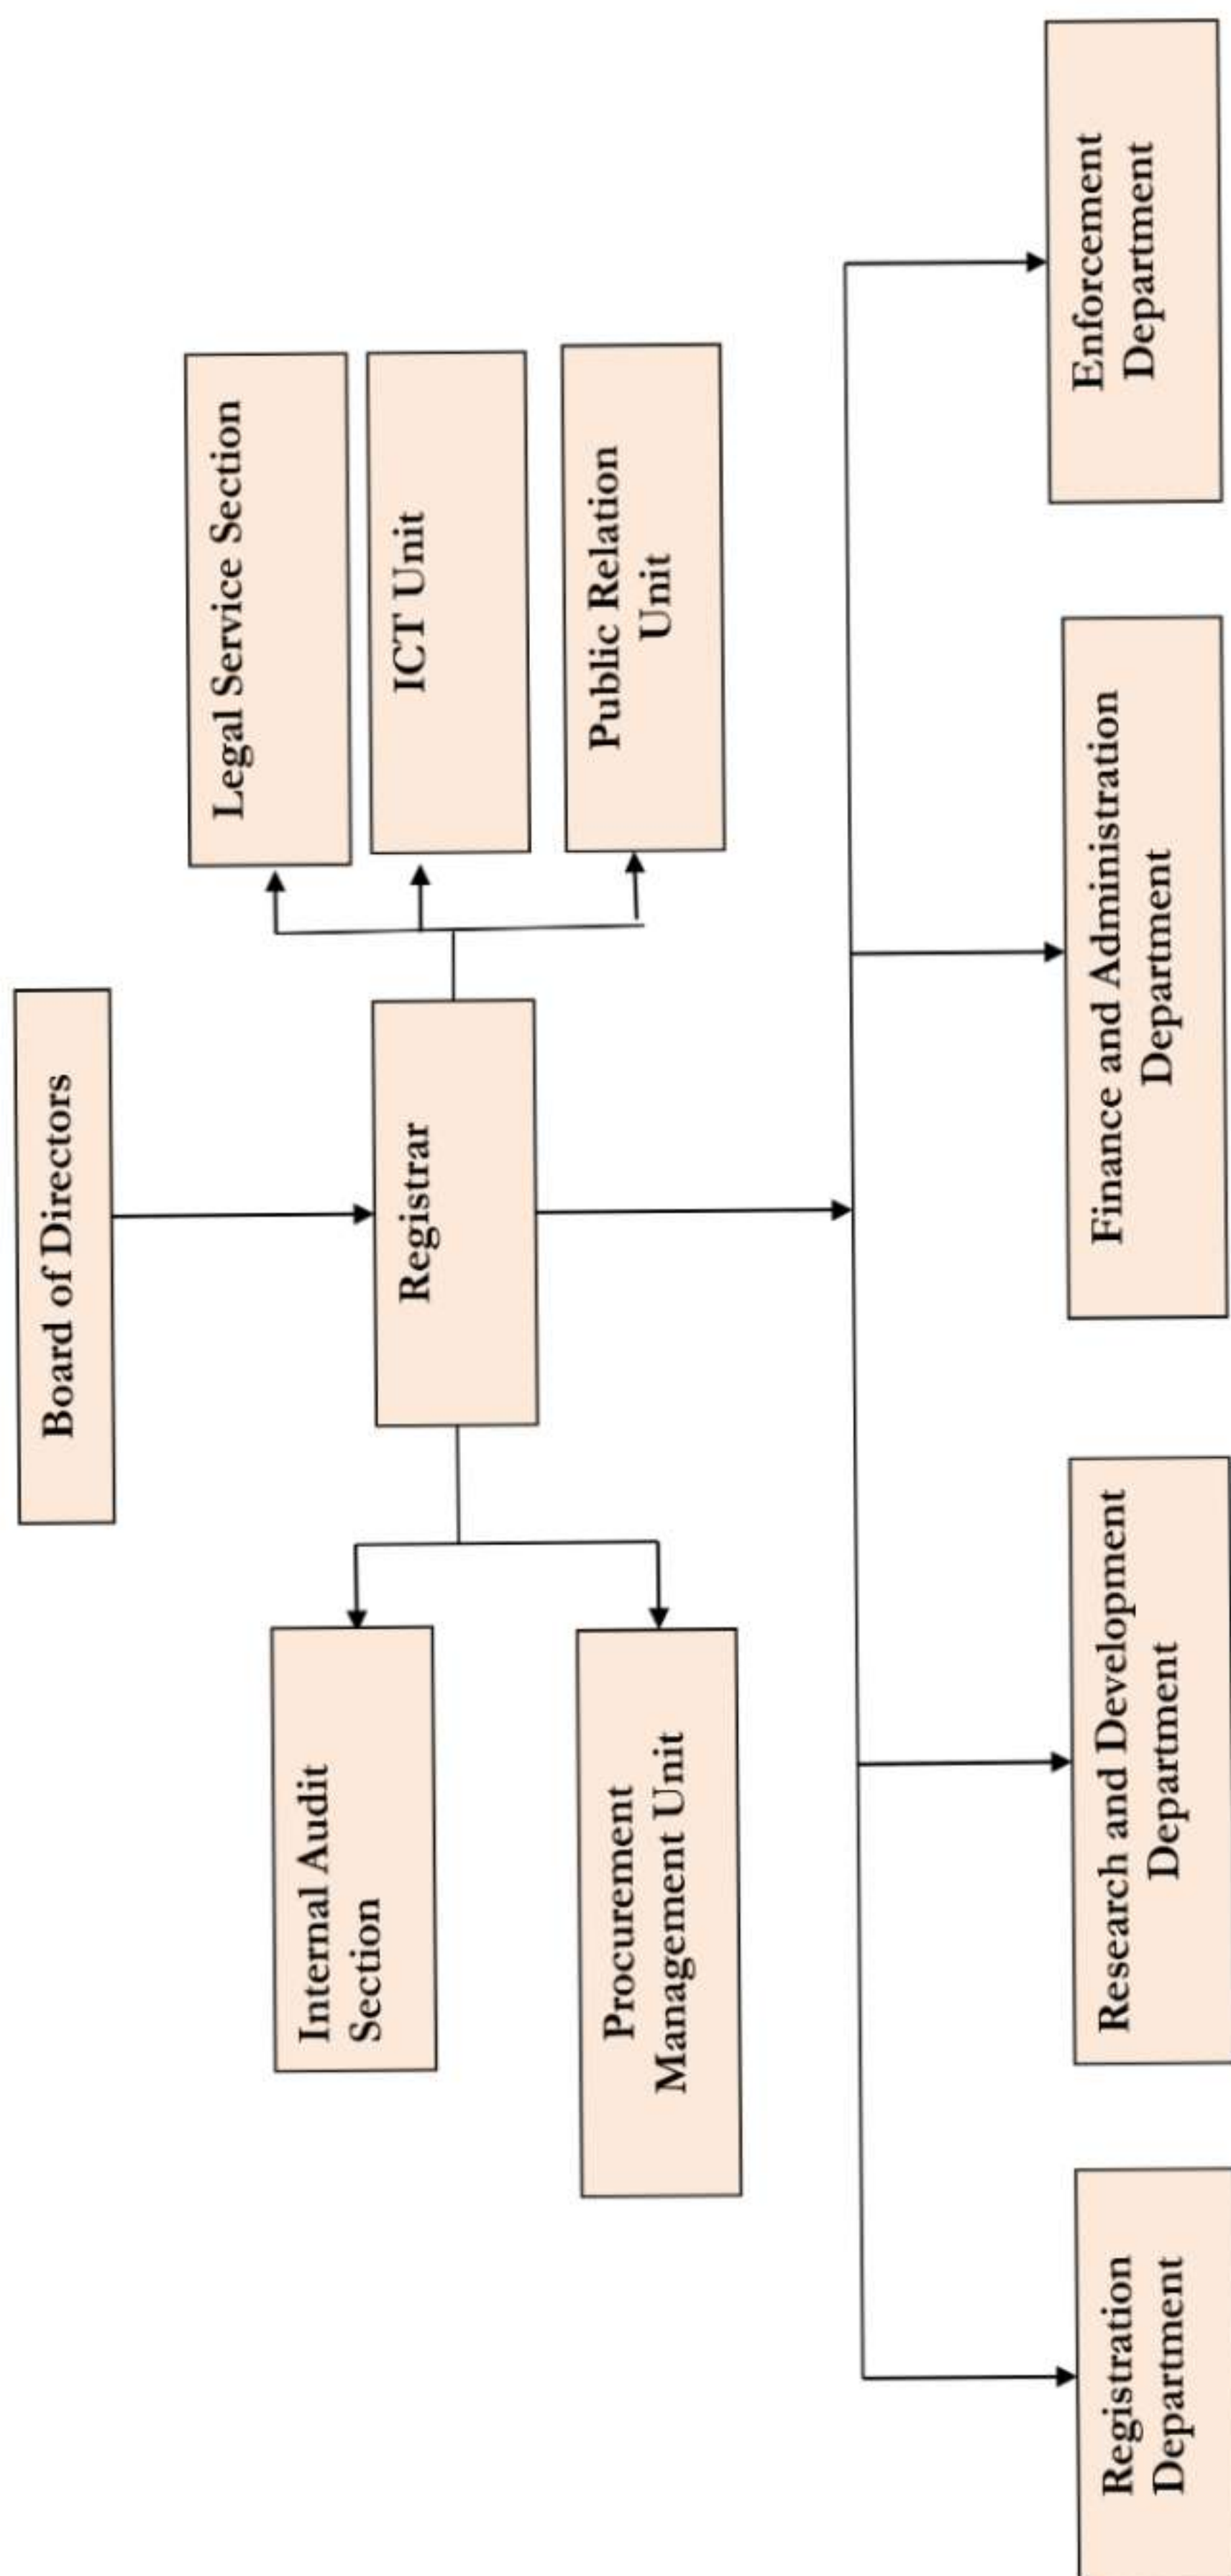 Board of Directors
Internal Audit
Section
Procurement
Management Unit
Registrar
Legal Service Section
ICT Unit
Public Relation
Unit
Registration
Department
Research and Development
Department
Finance and Administration
Department
Enforcement
Department